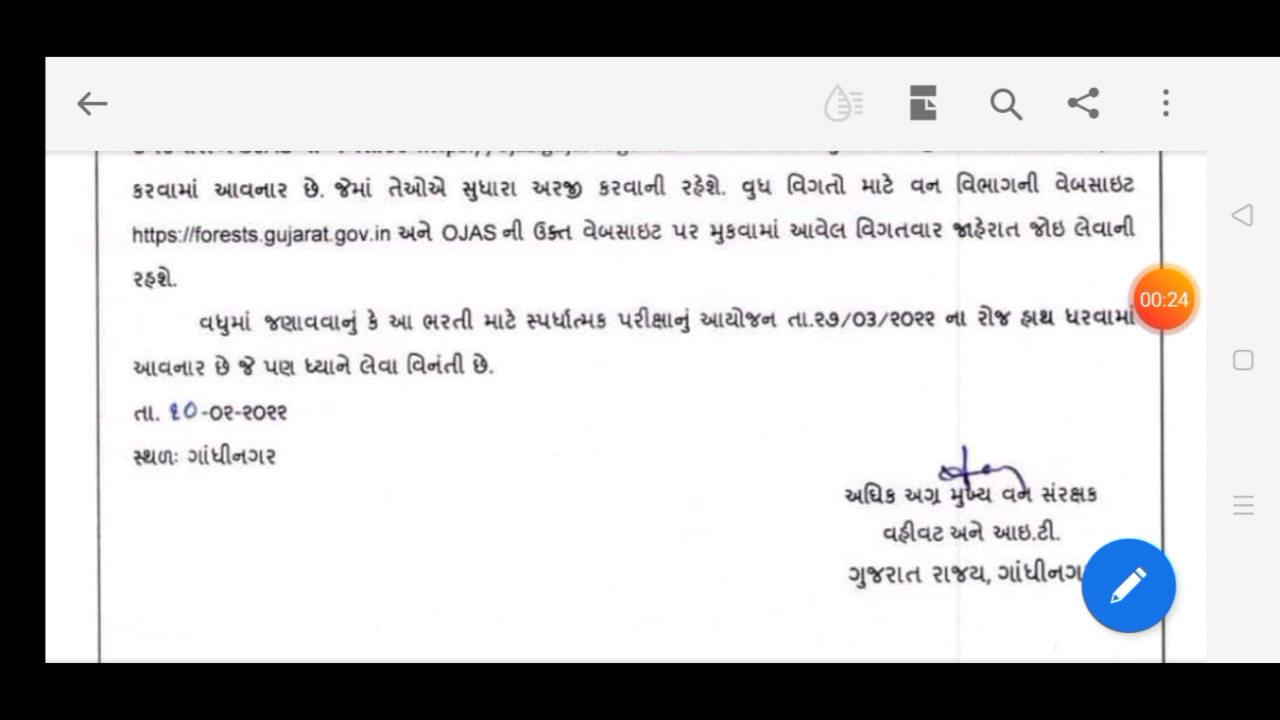 કરવામાં આવનાર છે. જેમાં તેઓએ સુધારા અરજી કરવાની રહેશે. વુધ વિગતો માટે વન વિભાગની વેબસાઇટ
https://forests.gujarat.gov.in અને OJAS ની ઉક્ત વેબસાઇટ પર મુકવામાં આવેલ વિગતવાર જાહેરાત જોઇ લેવાની
રહશે.
00:24
વધુમાં જણાવવાનું કે આ ભરતી માટે સ્પર્ધાત્મક પરીક્ષાનું આયોજન તા.૨૭/૦૩/૨૦૨૨ ના રોજ હાથ ધરવામાં
આવનાર છે જે પણ ધ્યાને લેવા વિનંતી છે.
તા. ૧૦-૦૨-૨૦૨૨
સ્થળઃ ગાંધીનગર
અધિક અગ્ર મુખ્ય વન સંરક્ષક
વહીવટ અને આઇ.ટી.
ગુજરાત રાજય,